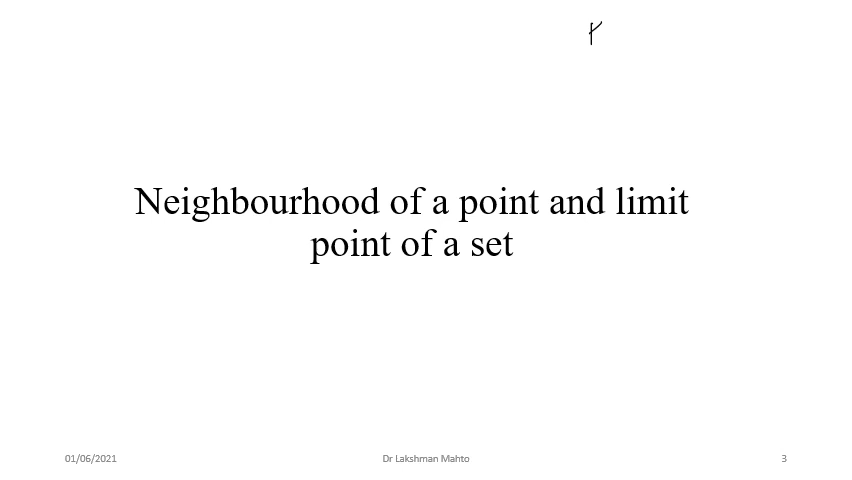 Neighbourhood of a point and limit
point of a set
01/06/2021
Dr Lakshman Mahto
3